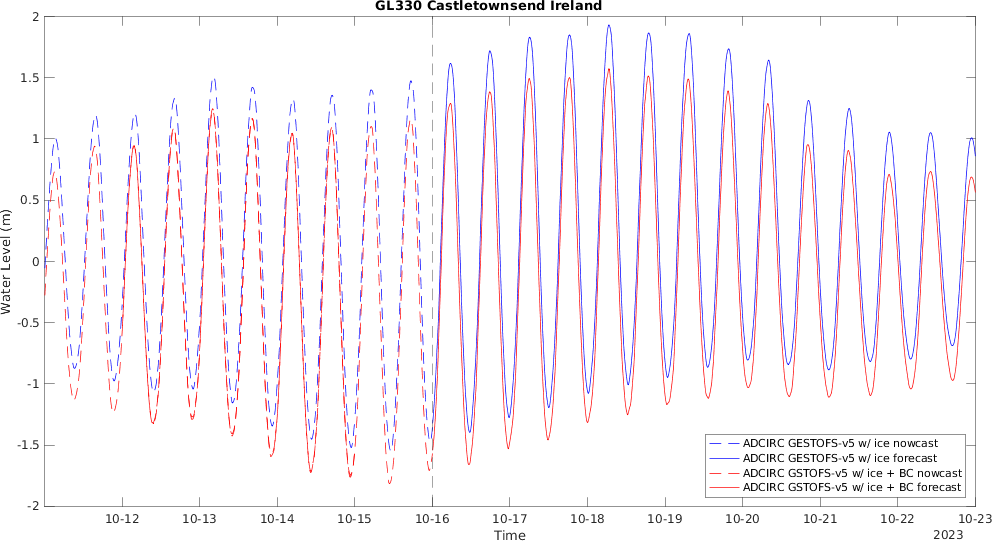 GL330 Castletownsend Ireland
2
1.5
1
0.5
0
-0.5
-1
-1.5
-2
Water Level (m)
ADCIRC GESTOFS-v5 w/ ice nowcast
ADCIRC GESTOFS-v5 w/ ice forecast
ADCIRC GSTOFS-v5 w/ ice + BC nowcast
ADCIRC GSTOFS-v5 w/ ice + BC forecast
10-12 10-13 10-14 10-15 10-16 10-17 10-18 10-19 10-20 10-21 10-22 10-23
Time
2023